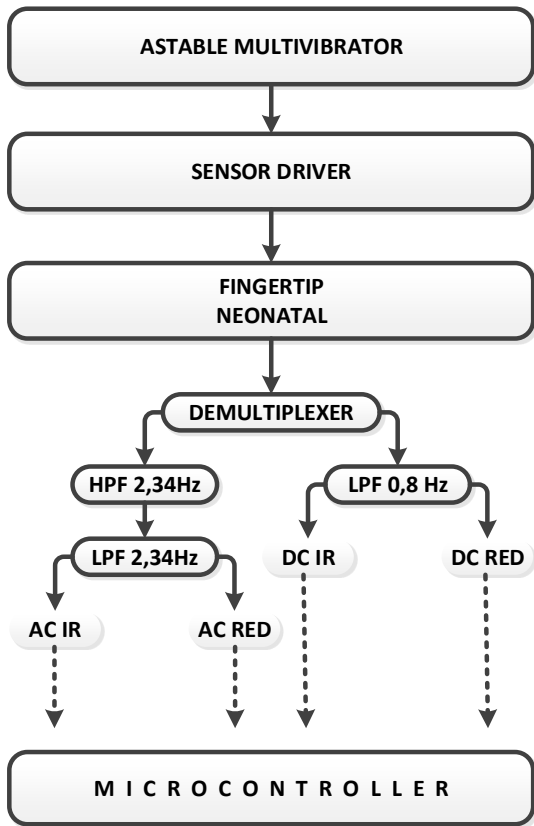 ASTABLE MULTIVIBRATOR
SENSOR DRIVER
FINGERTIP
NEONATAL
DEMULTIPLEXER
HPF 2,34Hz
LPF 0,8 Hz
LPF 2,34Hz
DC IR
DC RED
AC IR
AC RED
M I C R O C O N T R O L L E R